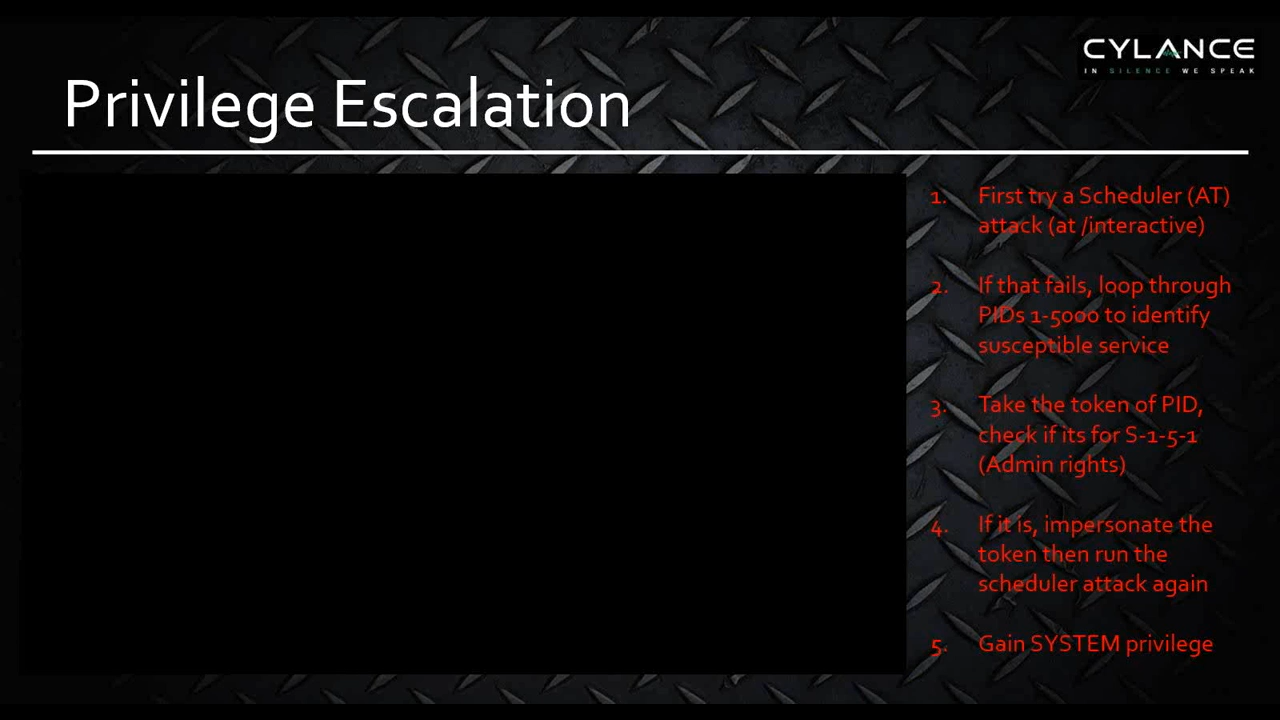 CYLANCE
IN SILENCE WE SPEAK
Privilege Escalation
1. First try a Scheduler (AT)
attack (at /interactive)
2. If that fails, loop through
PIDs 1-5000 to identify
susceptible service
3. Take the token of PID,
check if its for S-1-5-1
(Admin rights)
4. If it is, impersonate the
token then run the
scheduler attack again
5. Gain SYSTEM privilege